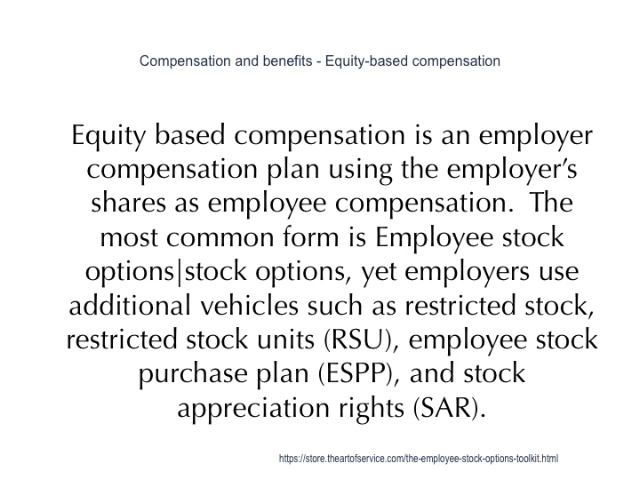 Compensation and benefits - Equity-based compensation
Equity based compensation is an employer
compensation plan using the employer’s
shares as employee compensation.  The
most common form is Employee stock
options|stock options, yet employers use
additional vehicles such as restricted stock,
restricted stock units (RSU), employee stock
purchase plan (ESPP), and stock
appreciation rights (SAR).
https://store.theartofservice.com/the-employee-stock-options-toolkit.html